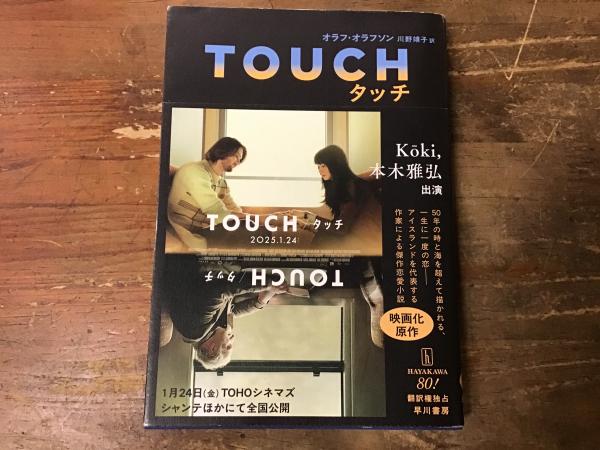 オラフ・オラフソン 川野靖子 訳
TOUCH
タッチ
Kōki,
本木雅弘
出演
50年の時と海を超えて描かれる、
一生に一度の恋――
アイスランドを代表する
作家による傑作恋愛小説
映画化
原作
TOUCH / タッチ
2025.1.24
TOUCH / タッチ
1月24日(金) TOHOシネマズ
シャンテほかにて全国公開
h
HAYAKAWA
80!
翻訳権独占
早川書房